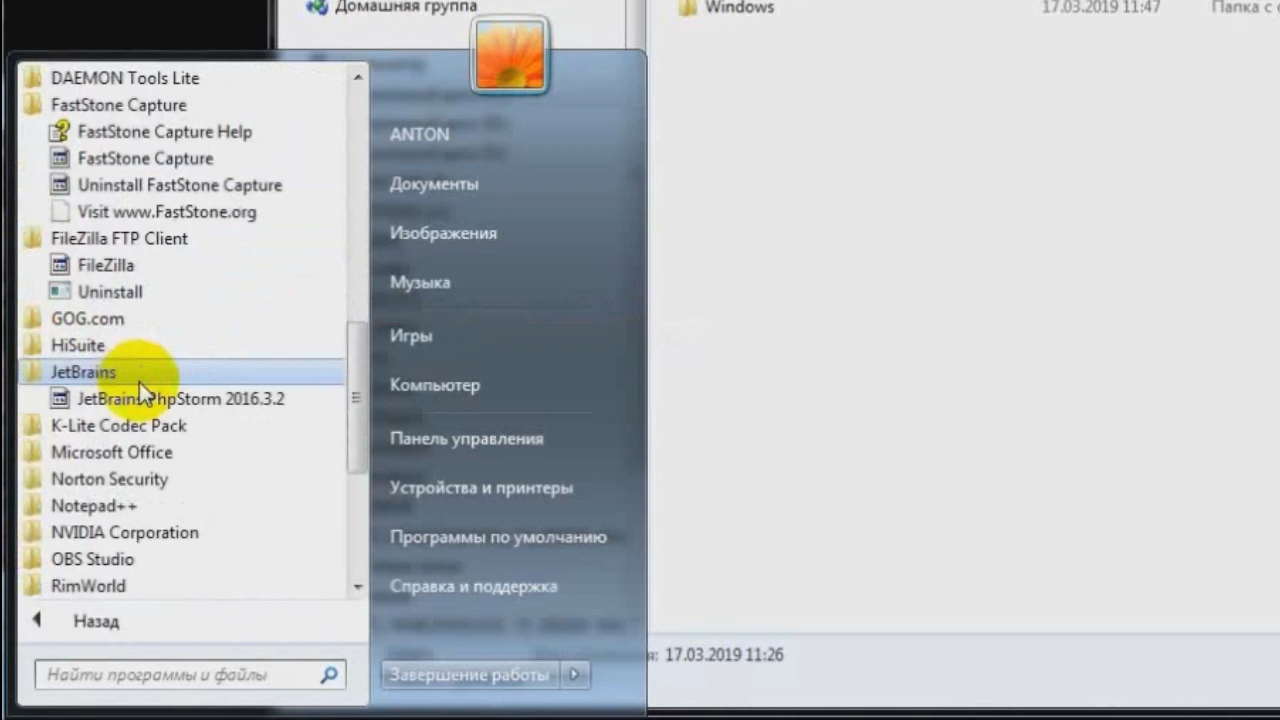 Домашняя группа
Windows
17.03.2019 11:47
Папка с
DAEMON Tools Lite
FastStone Capture
FastStone Capture Help
FastStone Capture
Uninstall FastStone Capture
Visit www.FastStone.org
FileZilla FTP Client
FileZilla
Uninstall
GOG.com
HiSuite
JetBrains
JetBrains PhpStorm 2016.3.2
K-Lite Codec Pack
Microsoft Office
Norton Security
Notepad++
NVIDIA Corporation
OBS Studio
RimWorld
Назад
Найти программы и файлы
ANTON
Документы
Изображения
Музыка
Игры
Компьютер
Панель управления
Устройства и принтеры
Программы по умолчанию
Справка и поддержка
Завершение работы
17.03.2019 11:26